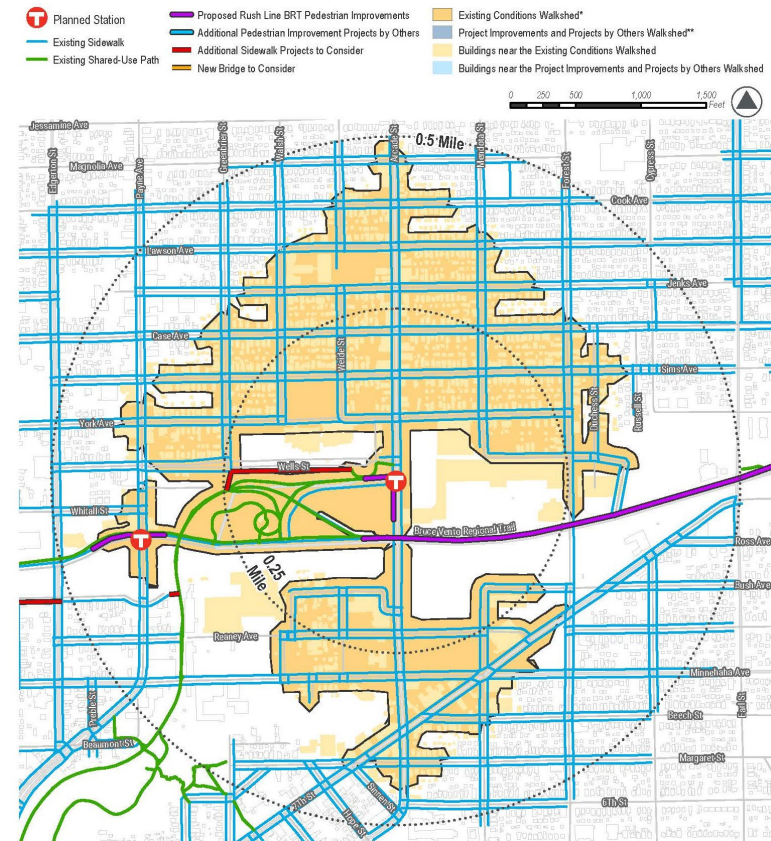 T Planned Station
Existing Sidewalk
Existing Shared-Use Path
Proposed Rush Line BRT Pedestrian Improvements
Additional Pedestrian Improvement Projects by Others
Additional Sidewalk Projects to Consider
New Bridge to Consider
Existing Conditions Walkshed*
Project Improvements and Projects by Others Walkshed**
Buildings near the Existing Conditions Walkshed
Buildings near the Project Improvements and Projects by Others Walkshed
0 250 500 1,000 1,500
Feet
Jessamine Ave
Magnolia Ave
Edgerton St
Payne Ave
Greenbrier St
Walsh St
Arcade St
0.5 Mile
Mendota St
Forest St
Cypress St
Cook Ave
Lawson Ave
Jenks Ave
Case Ave
Weide St
Sims Ave
Duchess St
Russell St
York Ave
Wells St
T
Whitall St
T
Bruce Vento Regional Trail
Ross Ave
0.25
Mile
Bush Ave
Reaney Ave
Minnehaha Ave
Preble St
Beech St
Earl St
Beaumont St
Margaret St
7Th St
Sinnen St
Hope St
6Th St